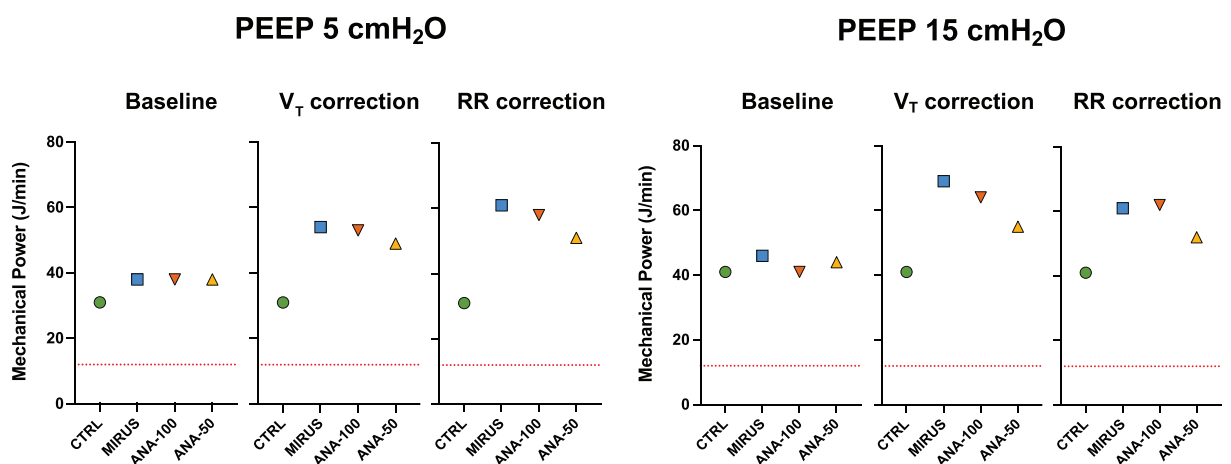 PEEP 5 cmH₂O
PEEP 15 cmH₂O
Baseline
V_T correction
RR correction
Baseline
V_T correction
RR correction
Mechanical Power (J/min)
80
60
40
20
0
CTRL
MIRUS
ANA-100
ANA-50
CTRL
MIRUS
ANA-100
ANA-50
CTRL
MIRUS
ANA-100
ANA-50
Mechanical Power (J/min)
80
60
40
20
0
CTRL
MIRUS
ANA-100
ANA-50
CTRL
MIRUS
ANA-100
ANA-50
CTRL
MIRUS
ANA-100
ANA-50